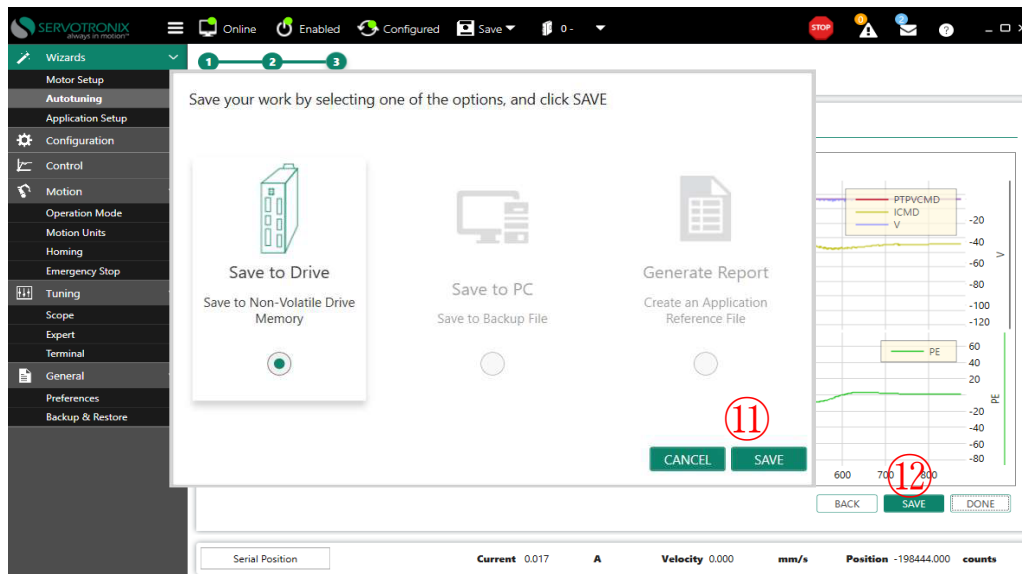 SERVOTRONIX
always in motion™
Online
Enabled
Configured
Save
0 -
STOP
0
2
?
Wizards
Motor Setup
Autotuning
Application Setup
Configuration
Control
Motion
Operation Mode
Motion Units
Homing
Emergency Stop
Tuning
Scope
Expert
Terminal
General
Preferences
Backup & Restore
1 2 3
Save your work by selecting one of the options, and click SAVE
Save to Drive
Save to Non-Volatile Drive
Memory
Save to PC
Save to Backup File
Generate Report
Create an Application
Reference File
⑪
CANCEL
SAVE
PTPVCMD
ICMD
V
-20
-40
-60
-80
-100
-120
V
PE
60
40
20
-20
-40
-60
-80
PE
600 700 800
⑫
BACK
SAVE
DONE
Serial Position
Current 0.017 A
Velocity 0.000 mm/s
Position -198444.000 counts